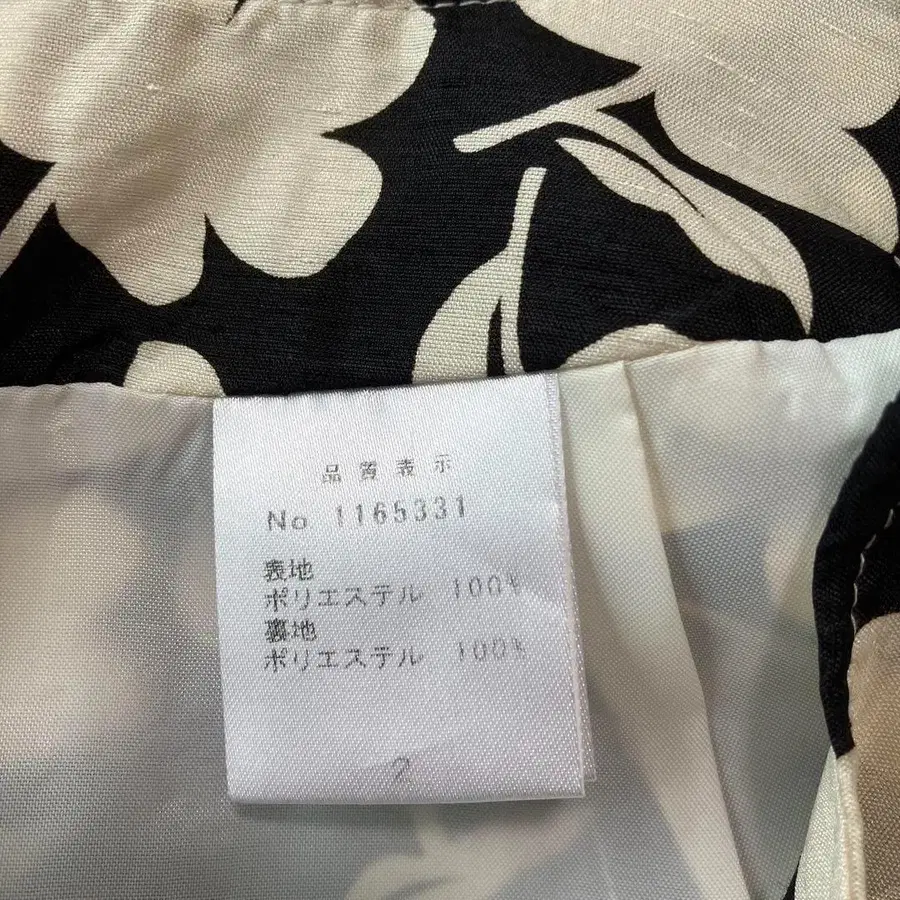 品質表示
No 1165331
表地
ポリエステル 100%
裏地
ポリエステル 100%
2